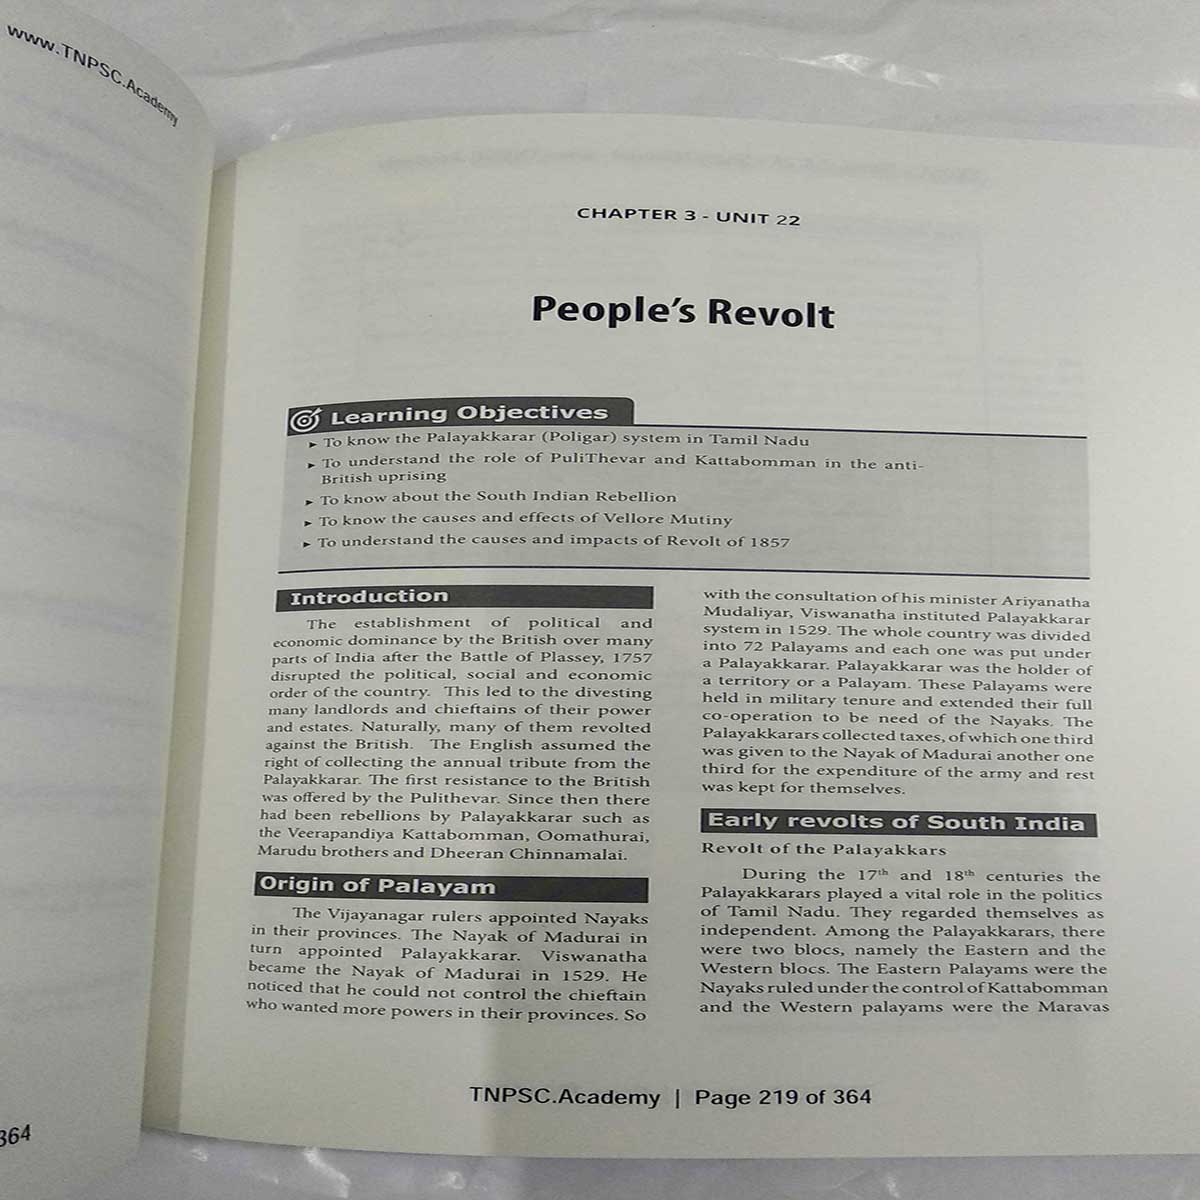 www.TNPSC.Academy
364
CHAPTER 3 - UNIT 22
People's Revolt
Learning Objectives
► To know the Palayakkarar (Poligar) system in Tamil Nadu
► To understand the role of PuliThevar and Kattabomman in the anti-
British uprising
► To know about the South Indian Rebellion
► To know the causes and effects of Vellore Mutiny
► To understand the causes and impacts of Revolt of 1857
Introduction
The establishment of political and
economic dominance by the British over many
parts of India after the Battle of Plassey, 1757
disrupted the political, social and economic
order of the country. This led to the divesting
many landlords and chieftains of their power
and estates. Naturally, many of them revolted
against the British. The English assumed the
right of collecting the annual tribute from the
Palayakkarar. The first resistance to the British
was offered by the Pulithevar. Since then there
had been rebellions by Palayakkarar such as
the Veerapandiya Kattabomman, Oomathurai,
Marudu brothers and Dheeran Chinnamalai.
Origin of Palayam
The Vijayanagar rulers appointed Nayaks
in their provinces. The Nayak of Madurai in
turn appointed Palayakkarar. Viswanatha
became the Nayak of Madurai in 1529. He
noticed that he could not control the chieftain
who wanted more powers in their provinces. So
with the consultation of his minister Ariyanatha
Mudaliyar, Viswanatha instituted Palayakkarar
system in 1529. The whole country was divided
into 72 Palayams and each one was put under
a Palayakkarar. Palayakkarar was the holder of
a territory or a Palayam. These Palayams were
held in military tenure and extended their full
co-operation to be need of the Nayaks. The
Palayakkarars collected taxes, of which one third
was given to the Nayak of Madurai another one
third for the expenditure of the army and rest
was kept for themselves.
Early revolts of South India
Revolt of the Palayakkars
During the 17th and 18th centuries the
Palayakkarars played a vital role in the politics
of Tamil Nadu. They regarded themselves as
independent. Among the Palayakkarars, there
were two blocs, namely the Eastern and the
Western blocs. The Eastern Palayams were the
Nayaks ruled under the control of Kattabomman
and the Western palayams were the Maravas
TNPSC.Academy | Page 219 of 364